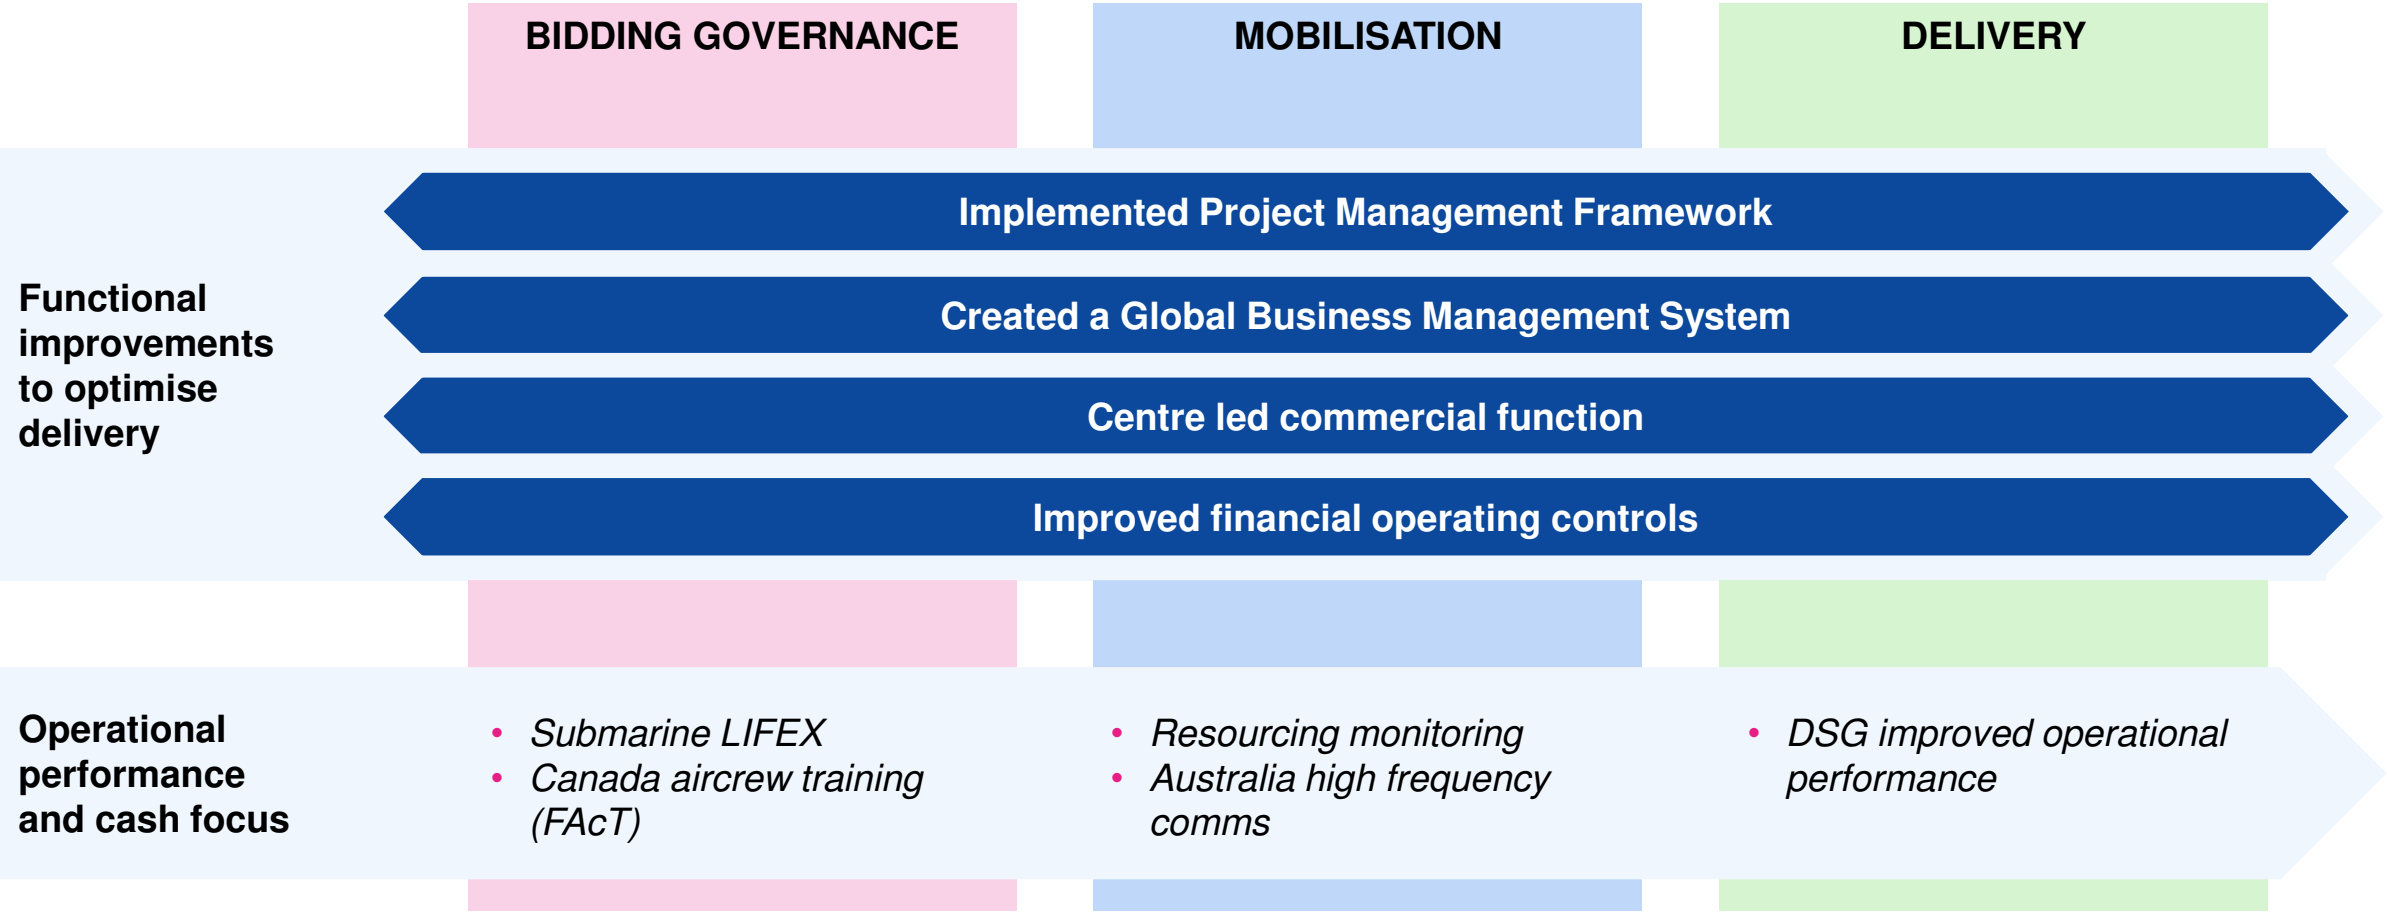 BIDDING GOVERNANCE
MOBILISATION
DELIVERY
Functional
improvements
to optimise
delivery
Implemented Project Management Framework
Created a Global Business Management System
Centre led commercial function
Improved financial operating controls
Operational
performance
and cash focus
• Submarine LIFEX
• Canada aircrew training
(FAcT)
• Resourcing monitoring
• Australia high frequency
comms
• DSG improved operational
performance